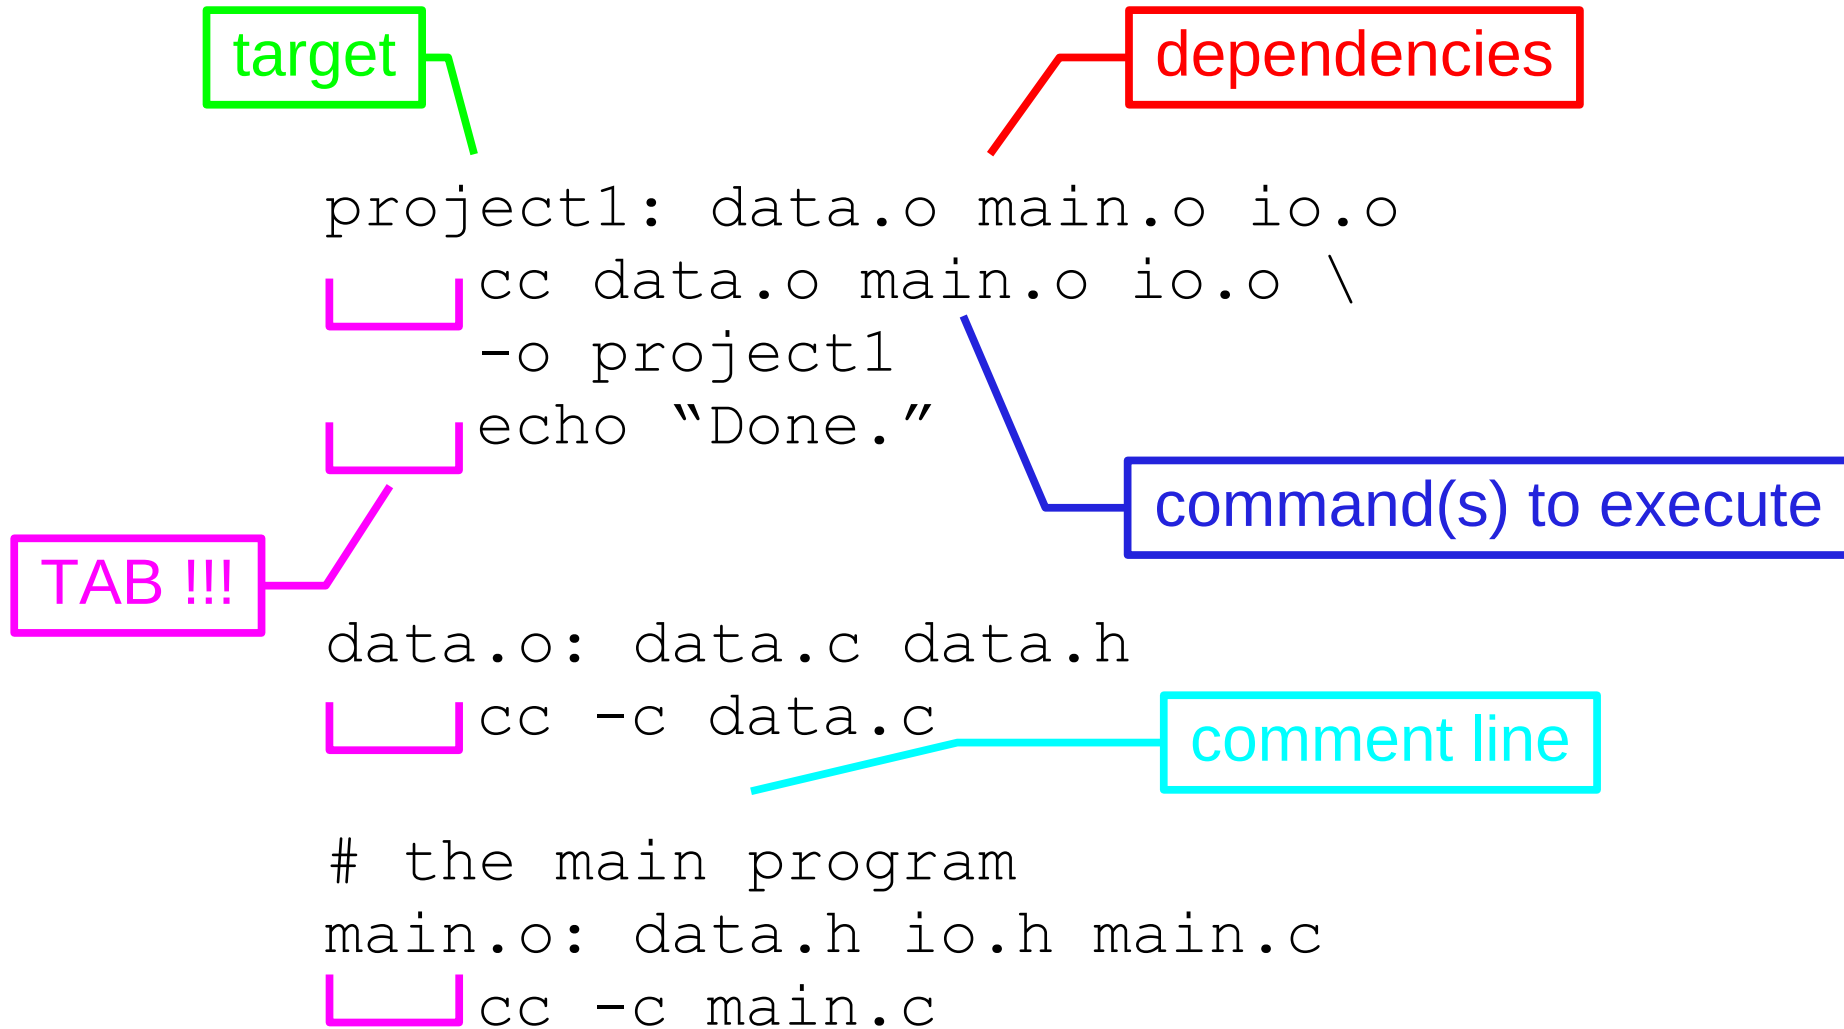 target
dependencies
project1: data.o main.o io.o
cc data.o main.o io.o \
-o project1
echo “Done.”
command(s) to execute
TAB !!!
data.o: data.c data.h
cc -c data.c
comment line
# the main program
main.o: data.h io.h main.c
cc -c main.c